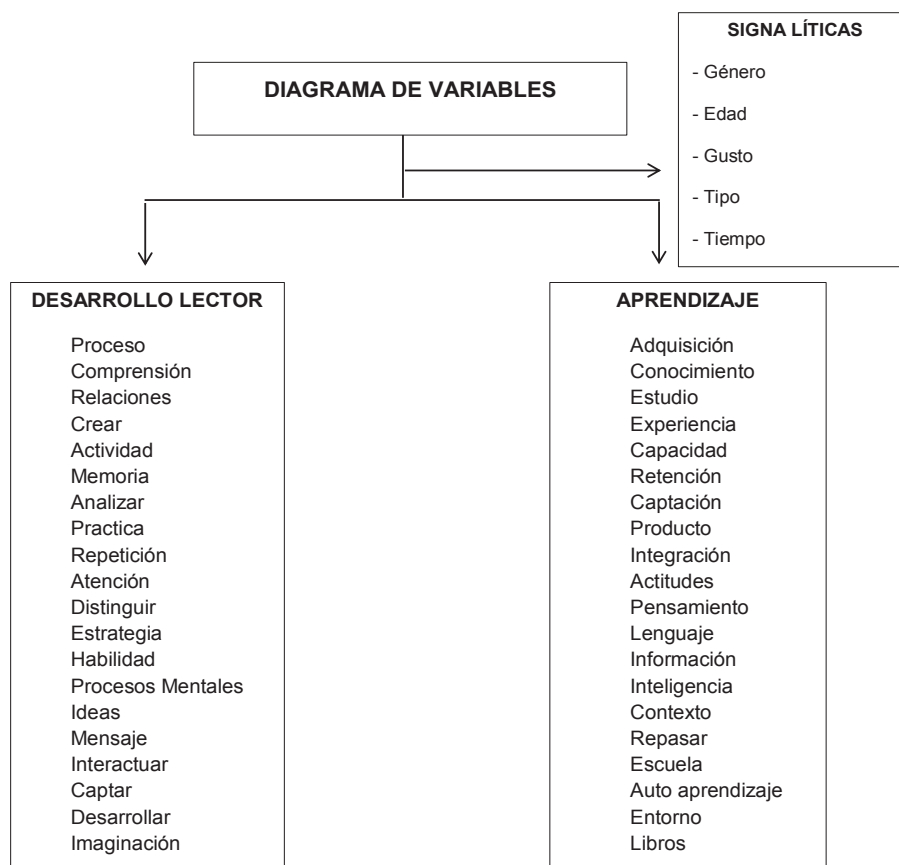 DIAGRAMA DE VARIABLES
SIGNA LÍTICAS
- Género
- Edad
- Gusto
- Tipo
- Tiempo
DESARROLLO LECTOR
Proceso
Comprensión
Relaciones
Crear
Actividad
Memoria
Analizar
Practica
Repetición
Atención
Distinguir
Estrategia
Habilidad
Procesos Mentales
Ideas
Mensaje
Interactuar
Captar
Desarrollar
Imaginación
APRENDIZAJE
Adquisición
Conocimiento
Estudio
Experiencia
Capacidad
Retención
Captación
Producto
Integración
Actitudes
Pensamiento
Lenguaje
Información
Inteligencia
Contexto
Repasar
Escuela
Auto aprendizaje
Entorno
Libros